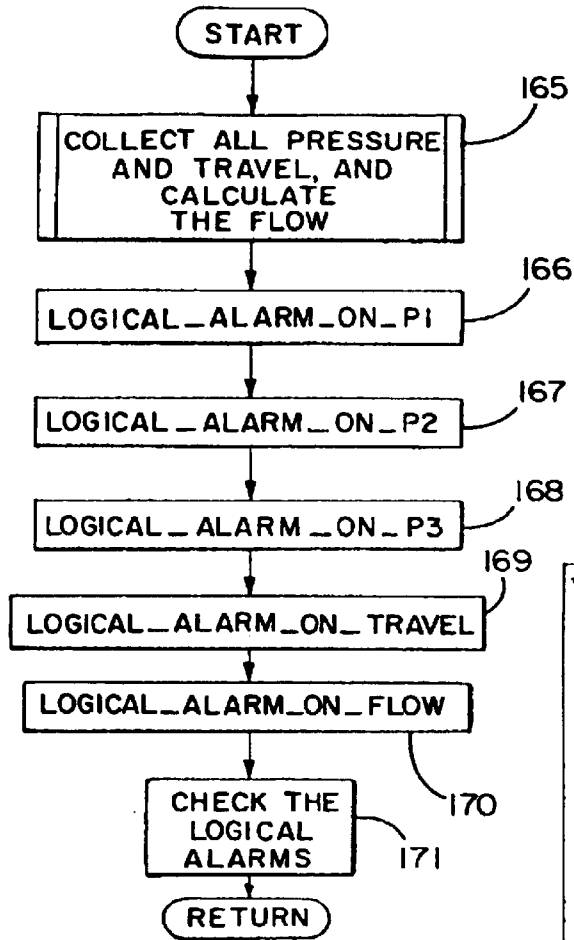 START
165
COLLECT ALL PRESSURE
AND TRAVEL, AND
CALCULATE
THE FLOW
166
LOGICAL_ALARM_ON_P1
167
LOGICAL_ALARM_ON_P2
168
LOGICAL_ALARM_ON_P3
169
LOGICAL_ALARM_ON_TRAVEL
LOGICAL_ALARM_ON_FLOW
170
CHECK THE
LOGICAL
ALARMS
171
RETURN